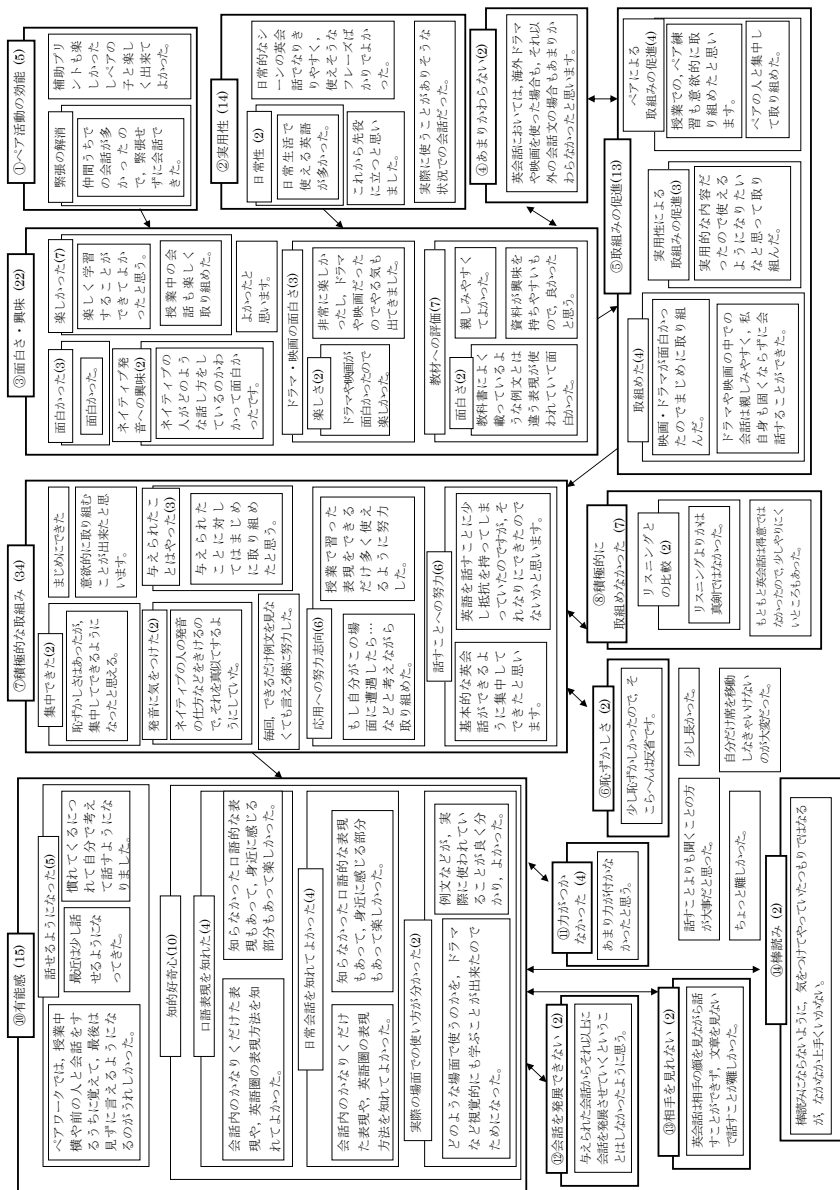 ①ペア活動の効能 (5)
緊張の解消
仲間うちで
の会話が多
かったの
で、緊張せ
ずに会話で
きた。
補助プリ
ントも楽
しかった
しペアの
子と楽し
く出来て
よかった。
②実用性 (14)
日常性 (2)
日常生活で
使える英語
が多かった。
日常的なシ
ーンの英会
話でなりき
りやすく,
使えそうな
フレーズば
かりでよか
った。
これから先役
に立つと思い
ました。
実際に使うことがありそうな
状況での会話だった。
④あまりかわらない(2)
英会話においては, 海外ドラマ
や映画を使った場合も, それ以
外の会話文の場合もあまりか
わらなかったと思います。
③面白さ・興味 (22)
面白かった(3)
面白かった。
ネイティブ発
音への興味(2)
ネイティブの
人がどのよう
な話し方をし
ているのかわ
かって面白か
ったです。
楽しかった(7)
楽しく学習
することが
できてよか
ったと思う。
授業中の会
話も楽しく
取り組めた。
よかったと
思います。
ドラマ・映画の面白さ(3)
楽しさ(2)
ドラマや映画が
面白かったので
楽しかった。
非常に楽しか
ったし、ドラマ
や映画だった
のでやる気も
出てきました。
教材への評価(7)
面白さ(2)
教科書によく
載っているよ
うな例文とは
違う表現が使
われていて面
白かった。
親しみやすく
てよかった。
資料が興味を
持ちやすいも
ので, 良かった
と思う。
⑤取組みの促進(13)
取組めた(4)
映画・ドラマが面白かっ
たのでまじめに取り組
んだ。
ドラマや映画の中での
会話は親しみやすく, 私
自身も固くならずに会
話することができた。
実用性による
取組みの促進(3)
実用的な内容だ
ったので使える
ようになりたい
なと思って取り
組んだ。
ペアによる
取組みの促進(4)
授業での, ペア練
習も意欲的に取
り組めたと思い
ます。
ペアの人と集中し
て取り組めた。
⑦積極的な取組み (34)
集中できた(2)
恥ずかしさはあったが,
集中してできるように
なったと思える。
まじめにできた
意欲的に取り組む
ことが出来たと思
います。
発音に気をつけた(2)
ネイティブの人の発音
の仕方などをきけるの
で, それを真似てするよ
うにしていた。
与えられたこ
とはやった(3)
与えられた
ことに対し
てはまじめ
に取り組め
たと思う。
毎回, できるだけ例文を見な
くても言える様に努力した。
応用への努力志向(6)
もし自分がこの場
面に遭遇したら…
などと考えながら
取り組めた。
授業で習った
表現をできる
だけ多く使え
るように努力
した。
話すことへの努力(6)
基本的な英会
話ができるよ
うに集中して
できたと思い
ます。
英語を話すことに少
し抵抗を持ってしま
っていたのですが, そ
れなりにできたので
ないかと思います。
⑧積極的に
取組めなかった (7)
リスニングと
の比較 (2)
リスニングよりかは
真剣ではなかった。
もともと英会話は得意では
なかったので, 少しやりにく
いところもあった。
⑥恥ずかしさ (2)
少し恥ずかしかったので, そ
こらへんは反省です。
少し長かった。
自分だけ席を移動
しなきゃいけない
のが大変だった。
話すことよりも聞くことの方
が大事だと思った。
ちょっと難しかった。
⑩有能感 (15)
ペアワークでは, 授業中
横や前の人と会話をす
るうちに覚えて, 最後は
見ずに言えるようにな
るのがうれしかった。
話せるようになった(5)
最近は少し話
せるようにな
ってきた。
慣れてくるにつ
れて自分で考え
て話すようにな
りました。
知的好奇心(10)
口語表現を知れた(4)
会話内のかなりくだけた表
現や, 英語圏の表現方法を知
れてよかった。
知らなかった口語的な表
現もあって, 身近に感じる
部分もあって楽しかった。
日常会話を知れてよかった(4)
会話内のかなりくだけ
た表現や, 英語圏の表現
方法を知れてよかった。
知らなかった口語的な表現
もあって, 身近に感じる部分
もあって楽しかった。
実際の場面での使い方が分かった(2)
どのような場面で使うのかを, ドラマ
など視覚的にも学ぶことが出来たので
ためになった。
例文などが, 実
際に使われてい
ることが良く分
かり, よかった。
⑪力がつか
なかった (4)
あまり力が付かな
かったと思う。
⑫会話を発展できない (2)
与えられた会話からそれ以上に
会話を発展させていくというこ
とはしなかったように思う。
⑬相手を見れない (2)
英会話は相手の顔を見ながら話
すことができず, 文章を見ない
で話すことが難しかった。
⑭棒読み (2)
棒読みにならないように, 気をつけてやっていたつもりではなる
が, なかなか上手くいかない。